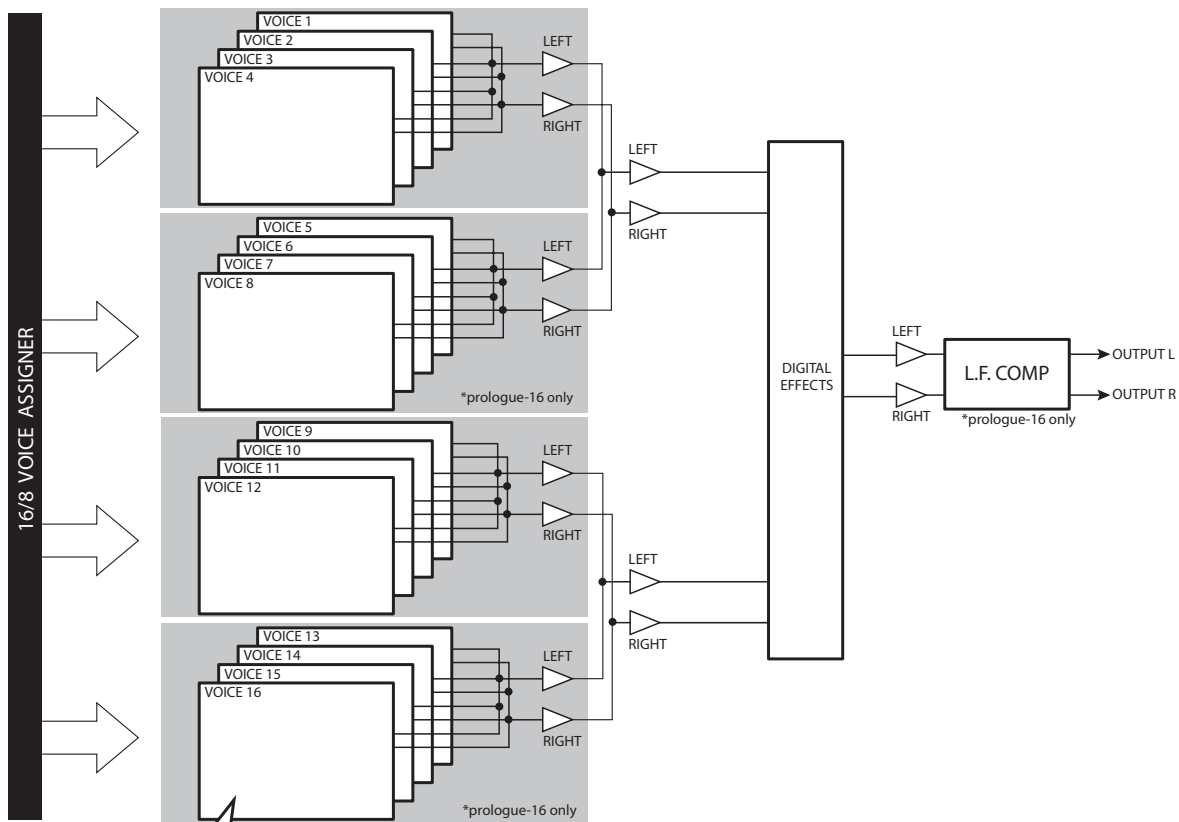 16/8 VOICE ASSIGNER
VOICE 1
VOICE 2
VOICE 3
VOICE 4
LEFT
RIGHT
VOICE 5
VOICE 6
VOICE 7
VOICE 8
LEFT
RIGHT
*prologue-16 only
LEFT
RIGHT
VOICE 9
VOICE 10
VOICE 11
VOICE 12
LEFT
RIGHT
VOICE 13
VOICE 14
VOICE 15
VOICE 16
LEFT
RIGHT
*prologue-16 only
LEFT
RIGHT
DIGITAL
EFFECTS
LEFT
RIGHT
L.F. COMP
*prologue-16 only
OUTPUT L
OUTPUT R